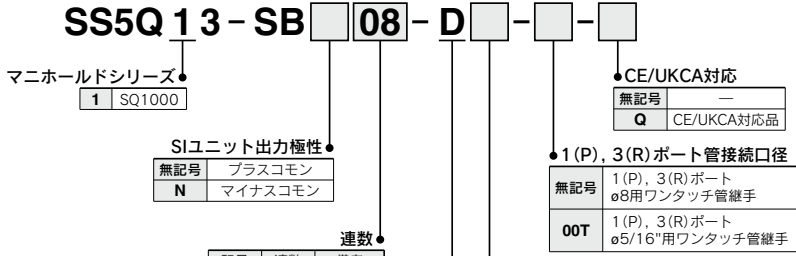 SS5Q 1 3 - SB 08 - D - -
マニホールドシリーズ
1 SQ1000
CE/UKCA対応
無記号 —
Q CE/UKCA対応品
SIユニット出力極性
無記号 プラスコモン
N マイナスコモン
1(P), 3(R)ポート管接続口径
無記号 1(P), 3(R)ポート
ø8用ワンタッチ管継手
00T 1(P), 3(R)ポート
ø5/16"用ワンタッチ管継手
連数